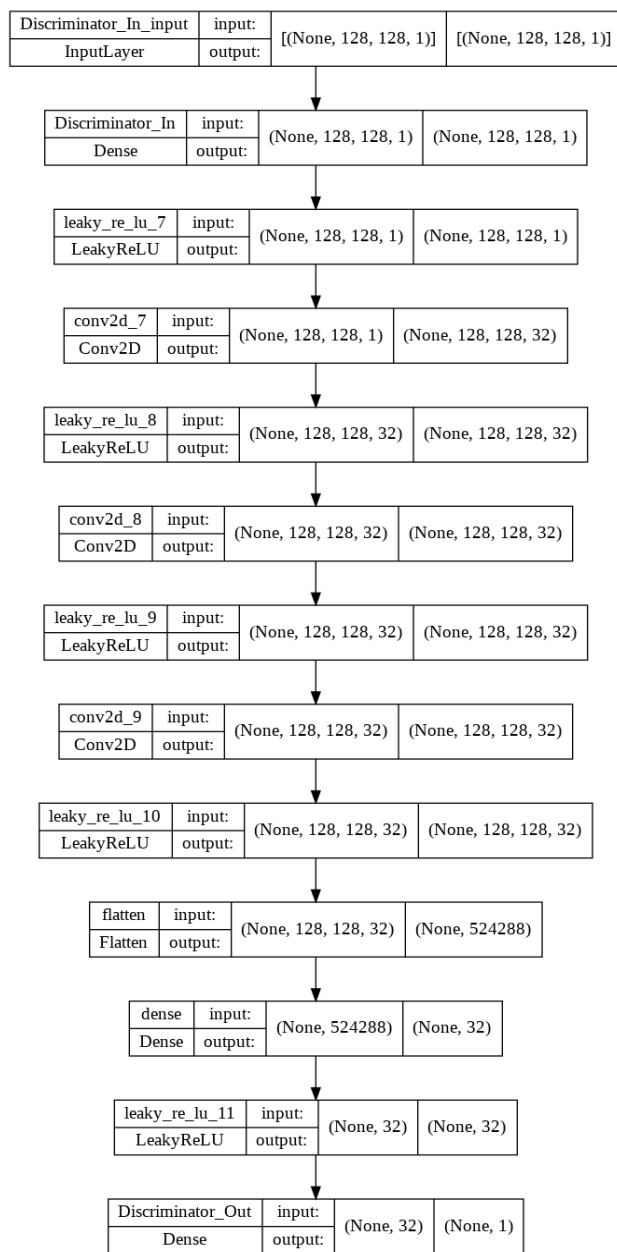 Discriminator_In_input input: [(None, 128, 128, 1)] [(None, 128, 128, 1)]
InputLayer output:
Discriminator_In input: (None, 128, 128, 1) (None, 128, 128, 1)
Dense output:
leaky_re_lu_7 input: (None, 128, 128, 1) (None, 128, 128, 1)
LeakyReLU output:
conv2d_7 input: (None, 128, 128, 1) (None, 128, 128, 32)
Conv2D output:
leaky_re_lu_8 input: (None, 128, 128, 32) (None, 128, 128, 32)
LeakyReLU output:
conv2d_8 input: (None, 128, 128, 32) (None, 128, 128, 32)
Conv2D output:
leaky_re_lu_9 input: (None, 128, 128, 32) (None, 128, 128, 32)
LeakyReLU output:
conv2d_9 input: (None, 128, 128, 32) (None, 128, 128, 32)
Conv2D output:
leaky_re_lu_10 input: (None, 128, 128, 32) (None, 128, 128, 32)
LeakyReLU output:
flatten input: (None, 128, 128, 32) (None, 524288)
Flatten output:
dense input: (None, 524288) (None, 32)
Dense output:
leaky_re_lu_11 input: (None, 32) (None, 32)
LeakyReLU output:
Discriminator_Out input: (None, 32) (None, 1)
Dense output: